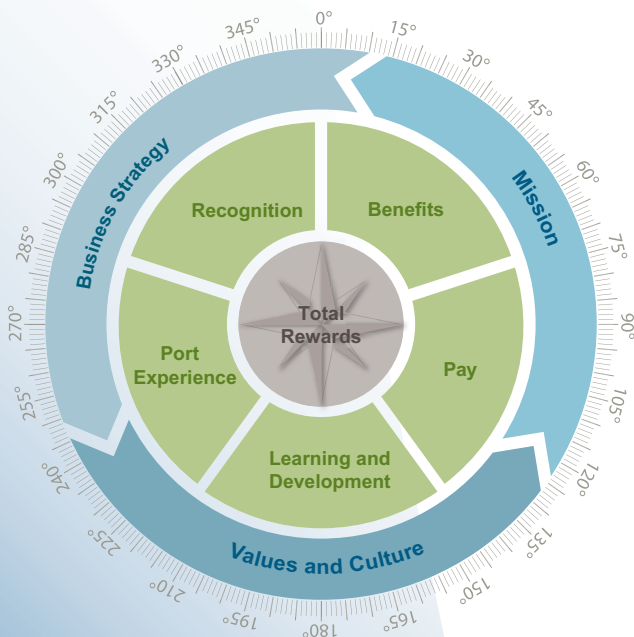 0°
15°
30°
45°
60°
75°
90°
105°
120°
135°
150°
165°
180°
195°
210°
225°
240°
255°
270°
285°
300°
315°
330°
345°
Business Strategy
Mission
Values and Culture
Recognition
Benefits
Port
Experience
Pay
Learning and
Development
Total
Rewards